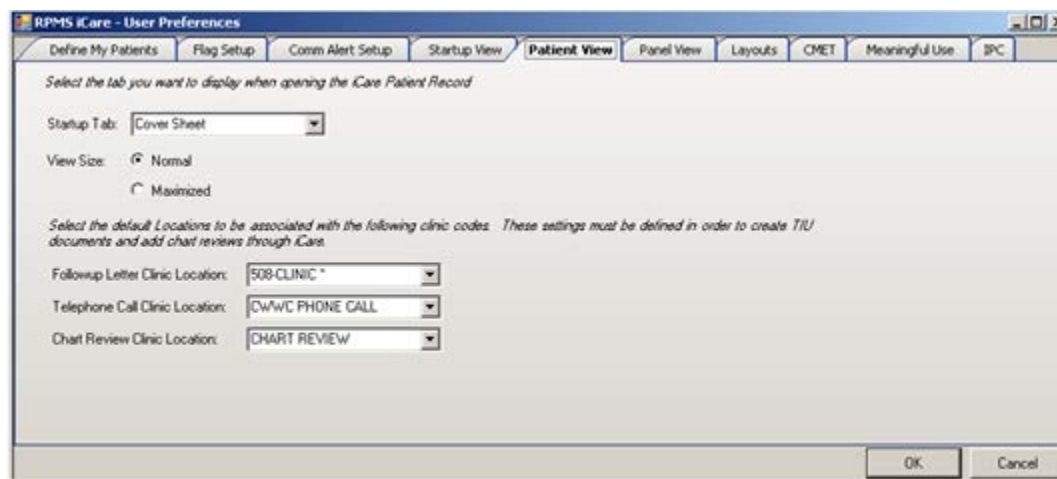 RPMS iCare - User Preferences
Define My Patients Flag Setup Comm Alert Setup Startup View Patient View Panel View Layouts CMET Meaningful Use IPC
Select the tab you want to display when opening the iCare Patient Record
Startup Tab: Cover Sheet
View Size: Normal
Maximized
Select the default Locations to be associated with the following clinic codes. These settings must be defined in order to create TIU
documents and add chart reviews through iCare.
Followup Letter Clinic Location: 508-CLINIC *
Telephone Call Clinic Location: CWWC PHONE CALL
Chart Review Clinic Location: CHART REVIEW
OK Cancel